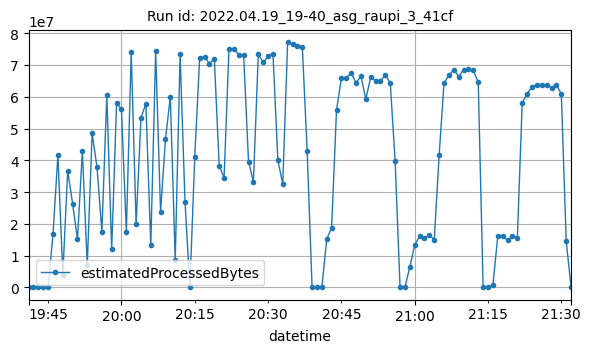 Run id: 2022.04.19_19-40_asg_raupi_3_41cf
1e7
8
7
6
5
4
3
2
1
0
estimatedProcessedBytes
19:45 20:00 20:15 20:30 20:45 21:00 21:15 21:30
datetime